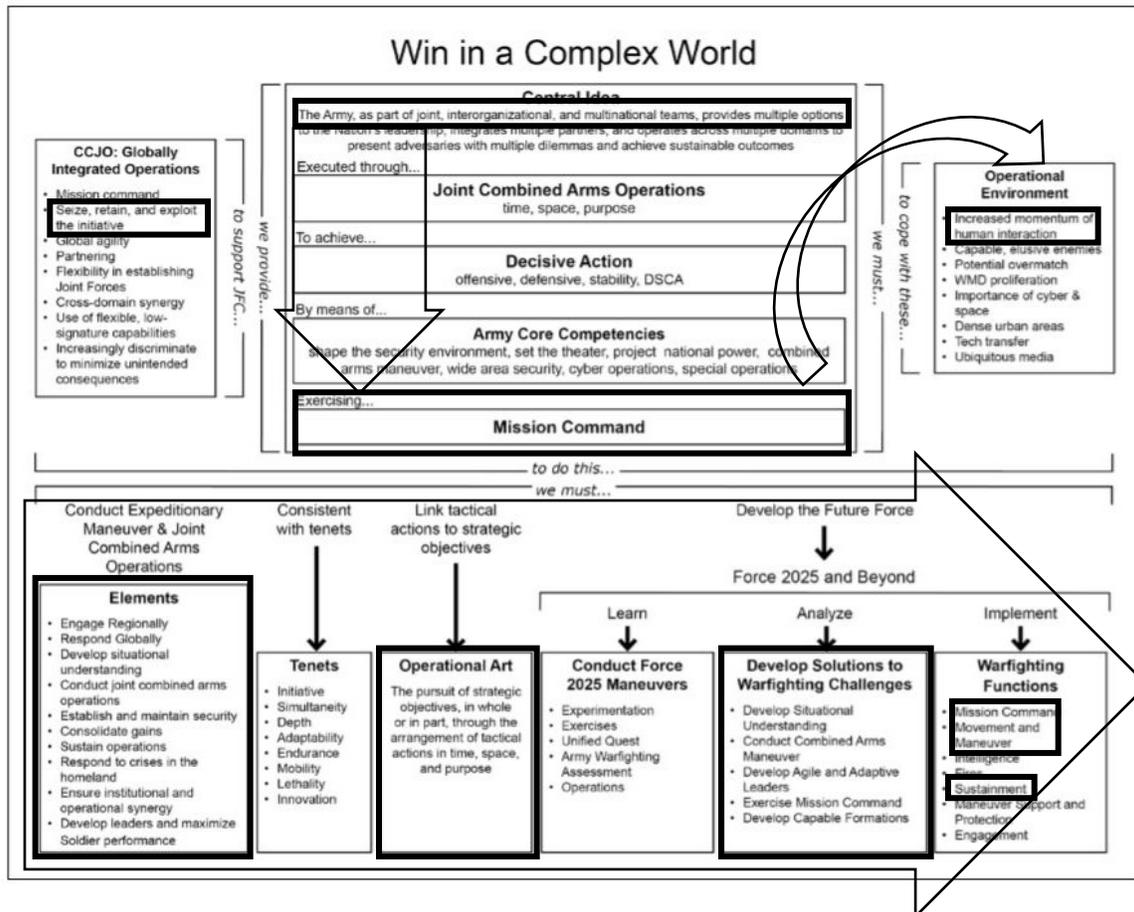 Win in a Complex World
Central Idea
The Army, as part of joint, interorganizational, and multinational teams, provides multiple options
to the Nation's leadership, integrates multiple partners, and operates across multiple domains to
present adversaries with multiple dilemmas and achieve sustainable outcomes
Executed through...
Joint Combined Arms Operations
time, space, purpose
To achieve...
Decisive Action
offensive, defensive, stability, DSCA
By means of...
Army Core Competencies
shape the security environment, set the theater, project national power, combined
arms maneuver, wide area security, cyber operations, special operations
Exercising...
Mission Command
CCJO: Globally
Integrated Operations
• Mission command
• Seize, retain, and exploit
the initiative
• Global agility
• Partnering
• Flexibility in establishing
Joint Forces
• Cross-domain synergy
• Use of flexible, low-
signature capabilities
• Increasingly discriminate
to minimize unintended
consequences
to support JFC...
we provide...
we must...
to cope with these...
Operational
Environment
• Increased momentum of
human interaction
• Capable, elusive enemies
• Potential overmatch
• WMD proliferation
• Importance of cyber &
space
• Dense urban areas
• Tech transfer
• Ubiquitous media
to do this...
we must...
Conduct Expeditionary
Maneuver & Joint
Combined Arms
Operations
Elements
• Engage Regionally
• Respond Globally
• Develop situational
understanding
• Conduct joint combined arms
operations
• Establish and maintain security
• Consolidate gains
• Sustain operations
• Respond to crises in the
homeland
• Ensure institutional and
operational synergy
• Develop leaders and maximize
Soldier performance
Consistent
with tenets
Tenets
• Initiative
• Simultaneity
• Depth
• Adaptability
• Endurance
• Mobility
• Lethality
• Innovation
Link tactical
actions to strategic
objectives
Operational Art
The pursuit of strategic
objectives, in whole
or in part, through the
arrangement of tactical
actions in time, space,
and purpose
Develop the Future Force
Force 2025 and Beyond
Learn
Conduct Force
2025 Maneuvers
• Experimentation
• Exercises
• Unified Quest
• Army Warfighting
Assessment
• Operations
Analyze
Develop Solutions to
Warfighting Challenges
• Develop Situational
Understanding
• Conduct Combined Arms
Maneuver
• Develop Agile and Adaptive
Leaders
• Exercise Mission Command
• Develop Capable Formations
Implement
Warfighting
Functions
• Mission Command
• Movement and
Maneuver
• Intelligence
• Fires
• Sustainment
• Maneuver Support and
Protection
• Engagement